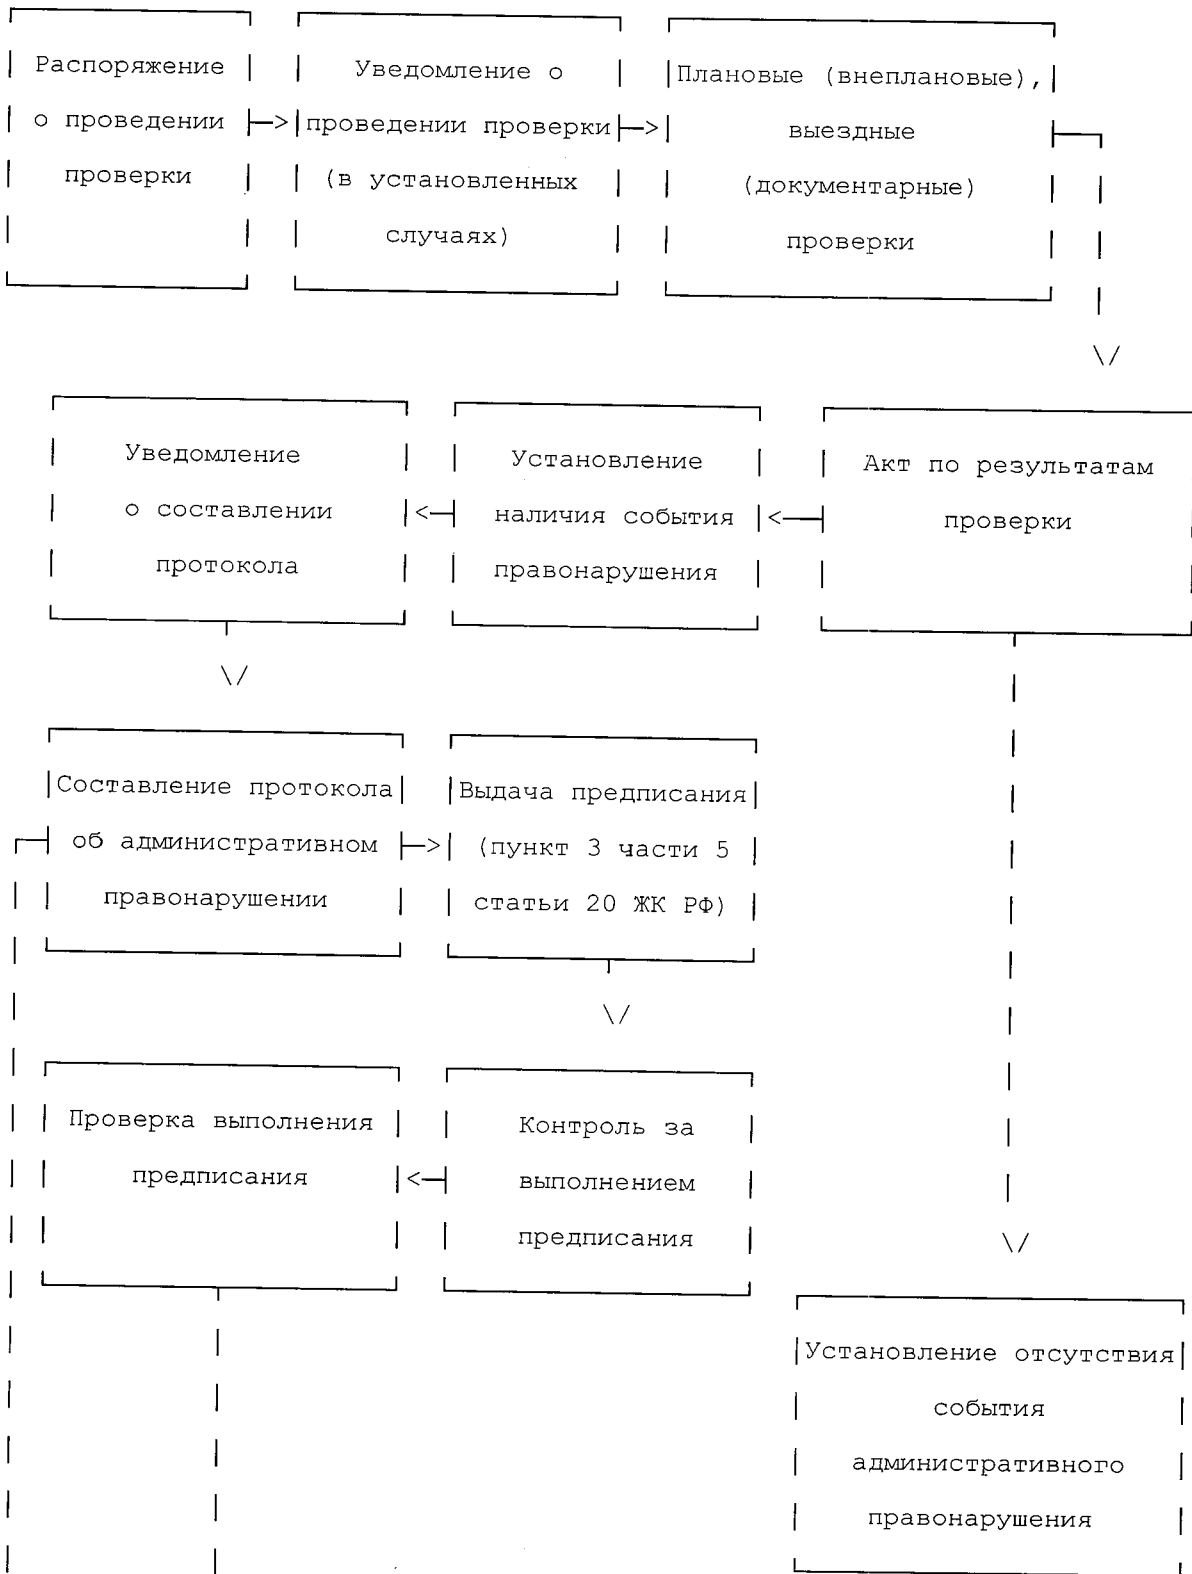 Распоряжение
о проведении
проверки
Уведомление о
проведении проверки
(в установленных
случаях)
Плановые (внеплановые),
выездные
(документарные)
проверки
Уведомление
о составлении
протокола
Установление
наличия события
правонарушения
Акт по результатам
проверки
Составление протокола
об административном
правонарушении
Выдача предписания
(пункт 3 части 5
статьи 20 ЖК РФ)
Проверка выполнения
предписания
Контроль за
выполнением
предписания
Установление отсутствия
события
административного
правонарушения